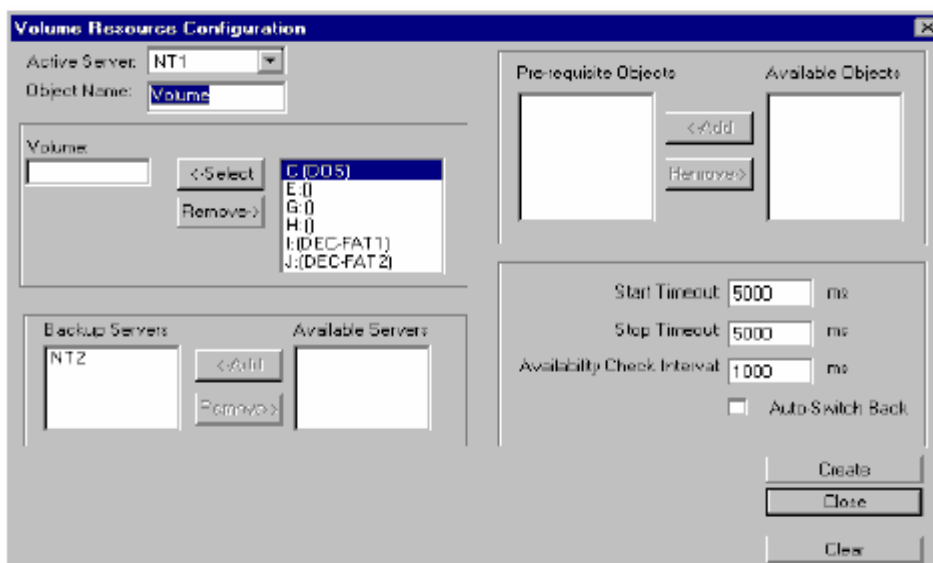 Volume Resource Configuration
Active Server: NT1
Object Name: Volume
Volume:
<-Select
Remove->
C:(DOS)
E:()
G:()
H:()
I:(DEC-FAT1)
J:(DEC-FAT2)
Backup Servers
Available Servers
NT2
<-Add
Remove->
Pre-requisite Objects
Available Objects
<-Add
Remove->
Start Timeout: 5000 ms
Stop Timeout: 5000 ms
Availability Check Interval: 1000 ms
Auto-Switch Back
Create
Close
Clear